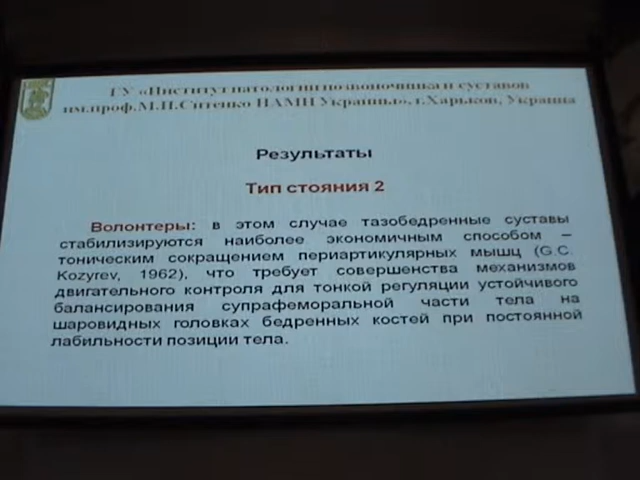 ГУ «Институт патологии позвоночника и суставов
им.проф.М.И.Ситенко НАМН Украины», г.Харьков, Украина
Результаты
Тип стояния 2
Волонтеры: в этом случае тазобедренные суставы
стабилизируются наиболее экономичным способом –
тоническим сокращением периартикулярных мышц (G.C.
Kozyrev, 1962), что требует совершенства механизмов
двигательного контроля для тонкой регуляции устойчивого
балансирования супрафеморальной части тела на
шаровидных головках бедренных костей при постоянной
лабильности позиции тела.